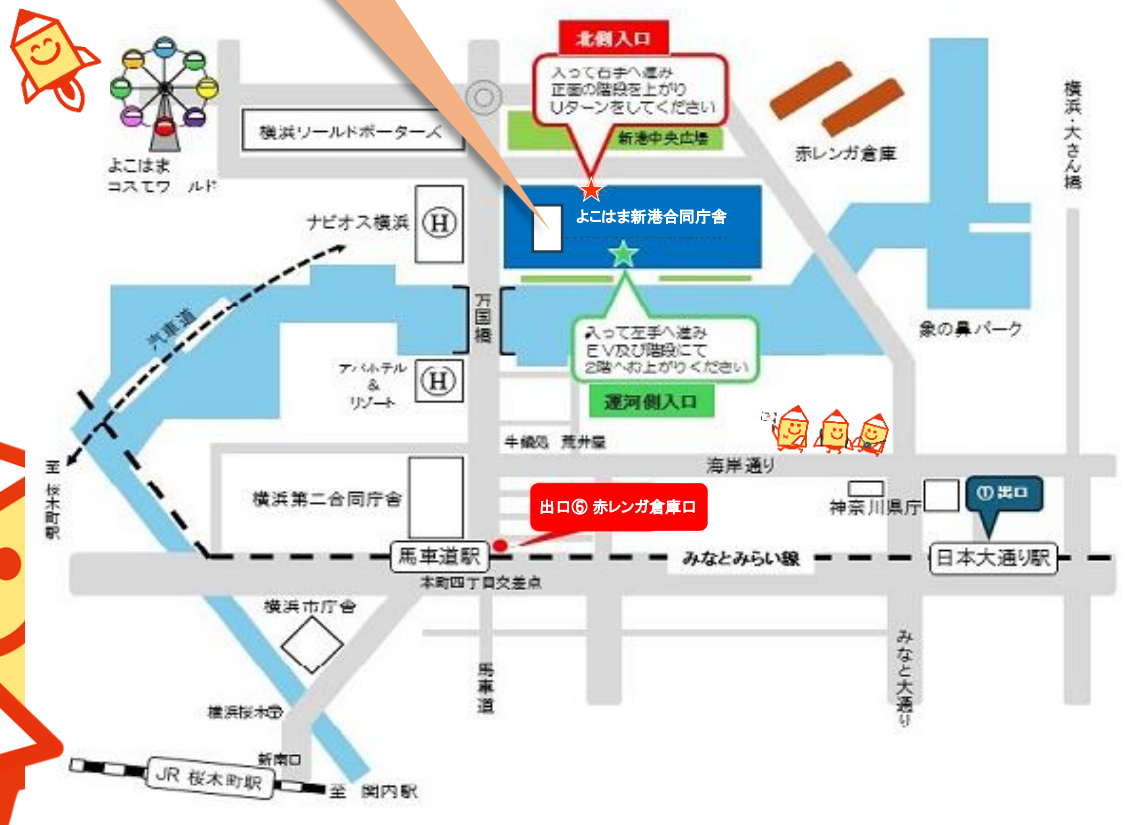 北側入口
入って右手へ進み
正面の階段を上がり
Uターンをしてください
横浜ワールドポーターズ
新港中央広場
赤レンガ倉庫
横浜・大さん橋
よこはま
コスモワールド
ナビオス横浜
H
よこはま新港合同庁舎
汽車道
万国橋
象の鼻パーク
入って左手へ進み
EV及び階段にて
2階へお上がりください
運河側入口
アパホテル
&
リゾート
H
牛鍋処 荒井屋
海岸通り
至 桜木町駅
横浜第二合同庁舎
出口⑥ 赤レンガ倉庫口
神奈川県庁
①出口
馬車道駅
みなとみらい線
日本大通り駅
本町四丁目交差点
横浜市庁舎
馬車道
みなと大通り
横浜桜木〒
新南口
JR 桜木町駅
至 関内駅